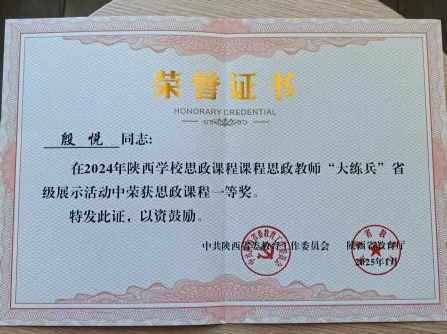 荣誉证书
HONORARY CREDENTIAL
殷悦 同志:
在2024年陕西学校思政课程课程思政教师“大练兵”省
级展示活动中荣获思政课程一等奖。
特发此证,以资鼓励。
中共陕西省委教育工作委员会 陕西省教育厅
2025年1月